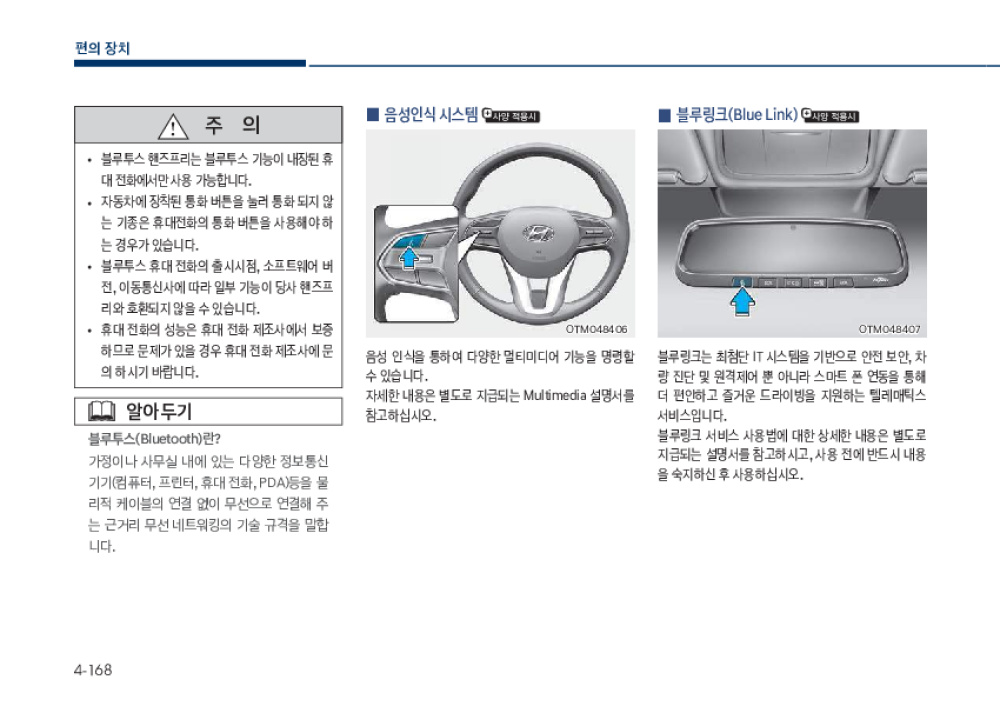 편의 장치
주 의
• 블루투스 핸즈프리는 블루투스 기능이 내장된 휴
대 전화에서만 사용 가능합니다.
• 자동차에 장착된 통화 버튼을 눌러 통화 되지 않
는 기종은 휴대전화의 통화 버튼을 사용해야 하
는 경우가 있습니다.
• 블루투스 휴대 전화의 출시시점, 소프트웨어 버
전, 이동통신사에 따라 일부 기능이 당사 핸즈프
리와 호환되지 않을 수 있습니다.
• 휴대 전화의 성능은 휴대 전화 제조사에서 보증
하므로 문제가 있을 경우 휴대 전화 제조사에 문
의 하시기 바랍니다.
알아두기
블루투스(Bluetooth)란?
가정이나 사무실 내에 있는 다양한 정보통신
기기(컴퓨터, 프린터, 휴대 전화, PDA)등을 물
리적 케이블의 연결 없이 무선으로 연결해 주
는 근거리 무선 네트워킹의 기술 규격을 말합
니다.
■ 음성인식 시스템 사양 적용시
OTM048406
음성 인식을 통하여 다양한 멀티미디어 기능을 명령할
수 있습니다.
자세한 내용은 별도로 지급되는 Multimedia 설명서를
참고하십시오.
■ 블루링크(Blue Link) 사양 적용시
OTM048407
블루링크는 최첨단 IT 시스템을 기반으로 안전 보안, 차
량 진단 및 원격제어 뿐 아니라 스마트 폰 연동을 통해
더 편안하고 즐거운 드라이빙을 지원하는 텔레매틱스
서비스입니다.
블루링크 서비스 사용법에 대한 상세한 내용은 별도로
지급되는 설명서를 참고하시고, 사용 전에 반드시 내용
을 숙지하신 후 사용하십시오.
4-168